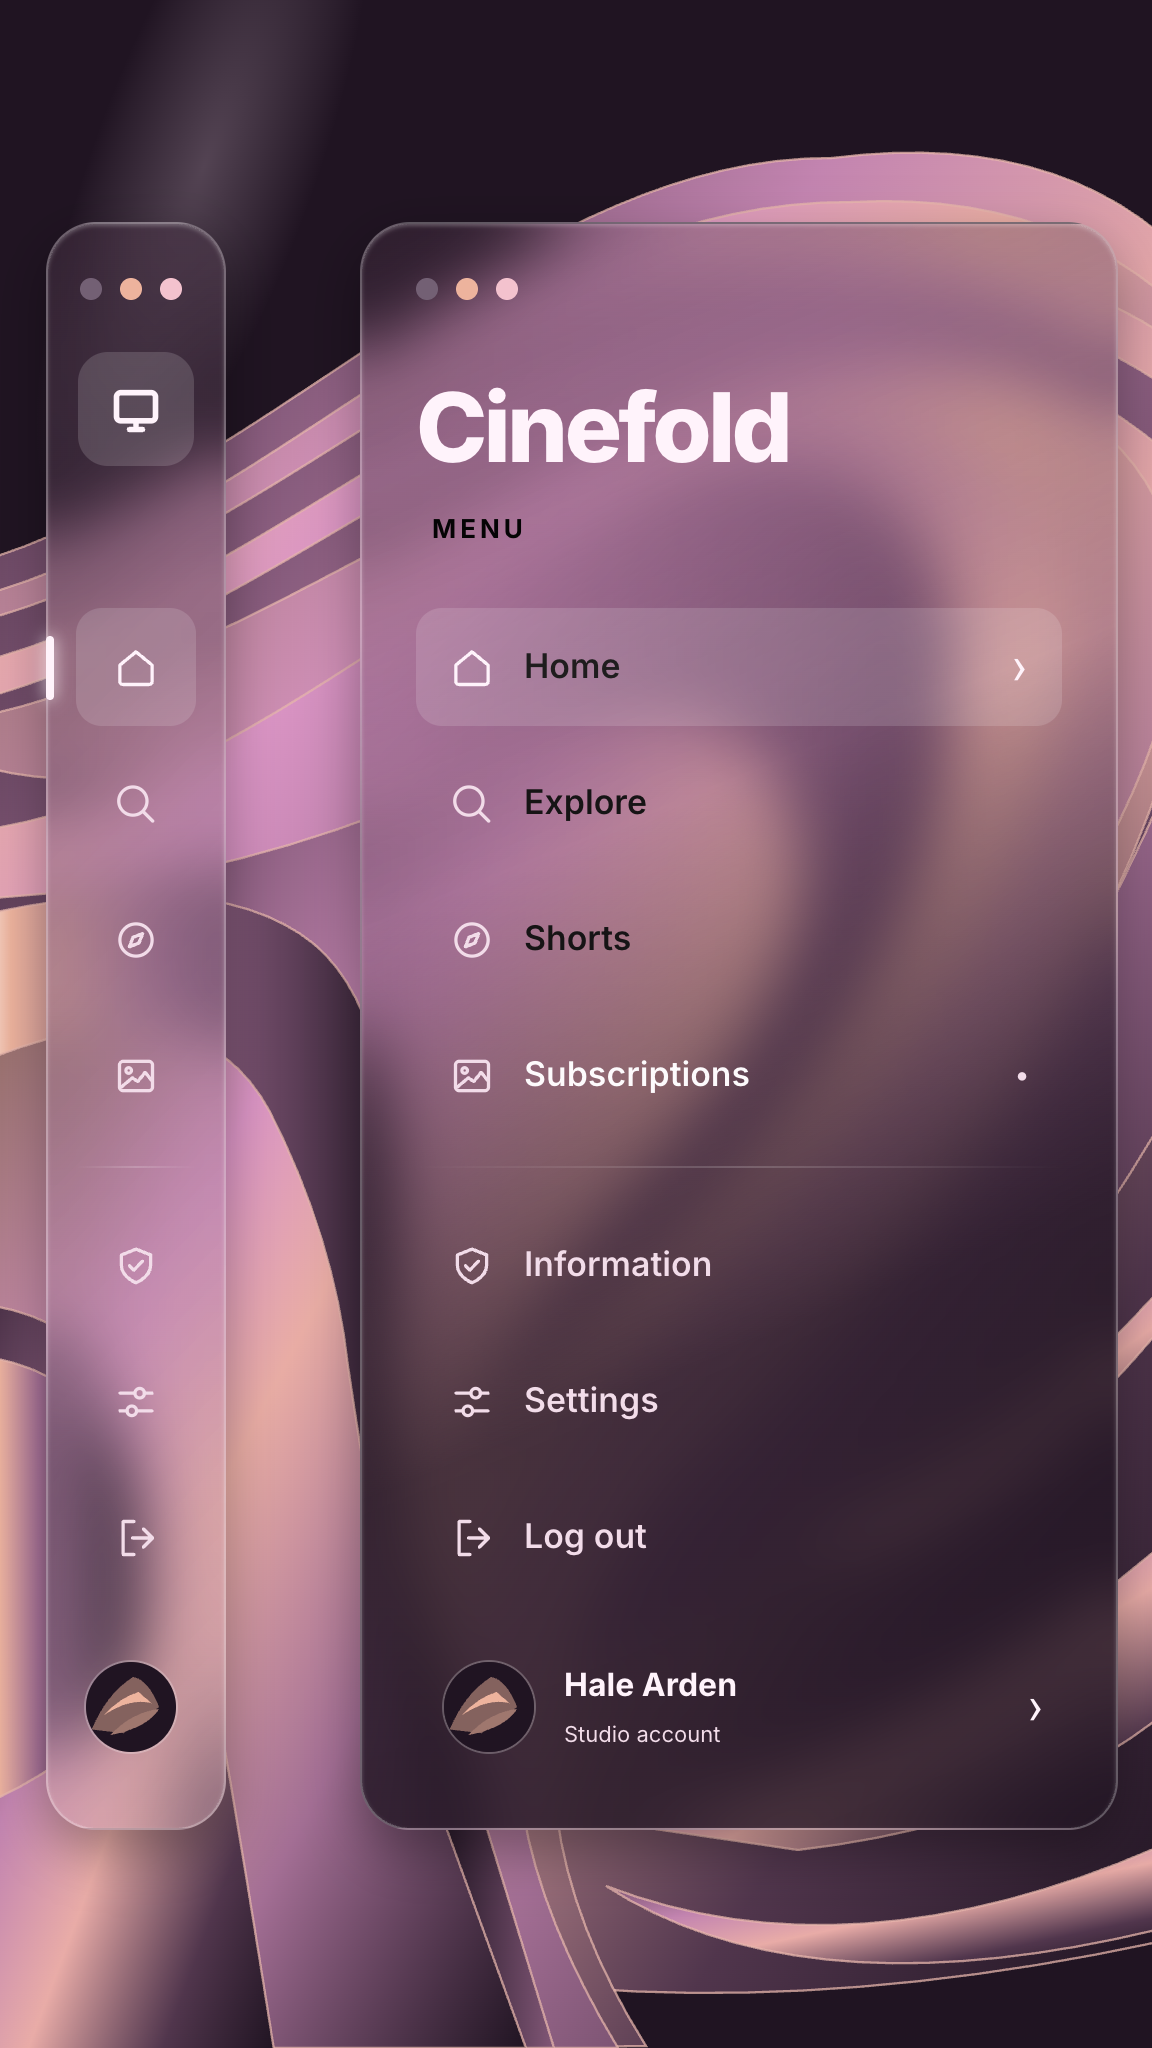 Cinefold
MENU
Home
Explore
Shorts
Subscriptions
Information
Settings
Log out
Hale Arden
Studio account